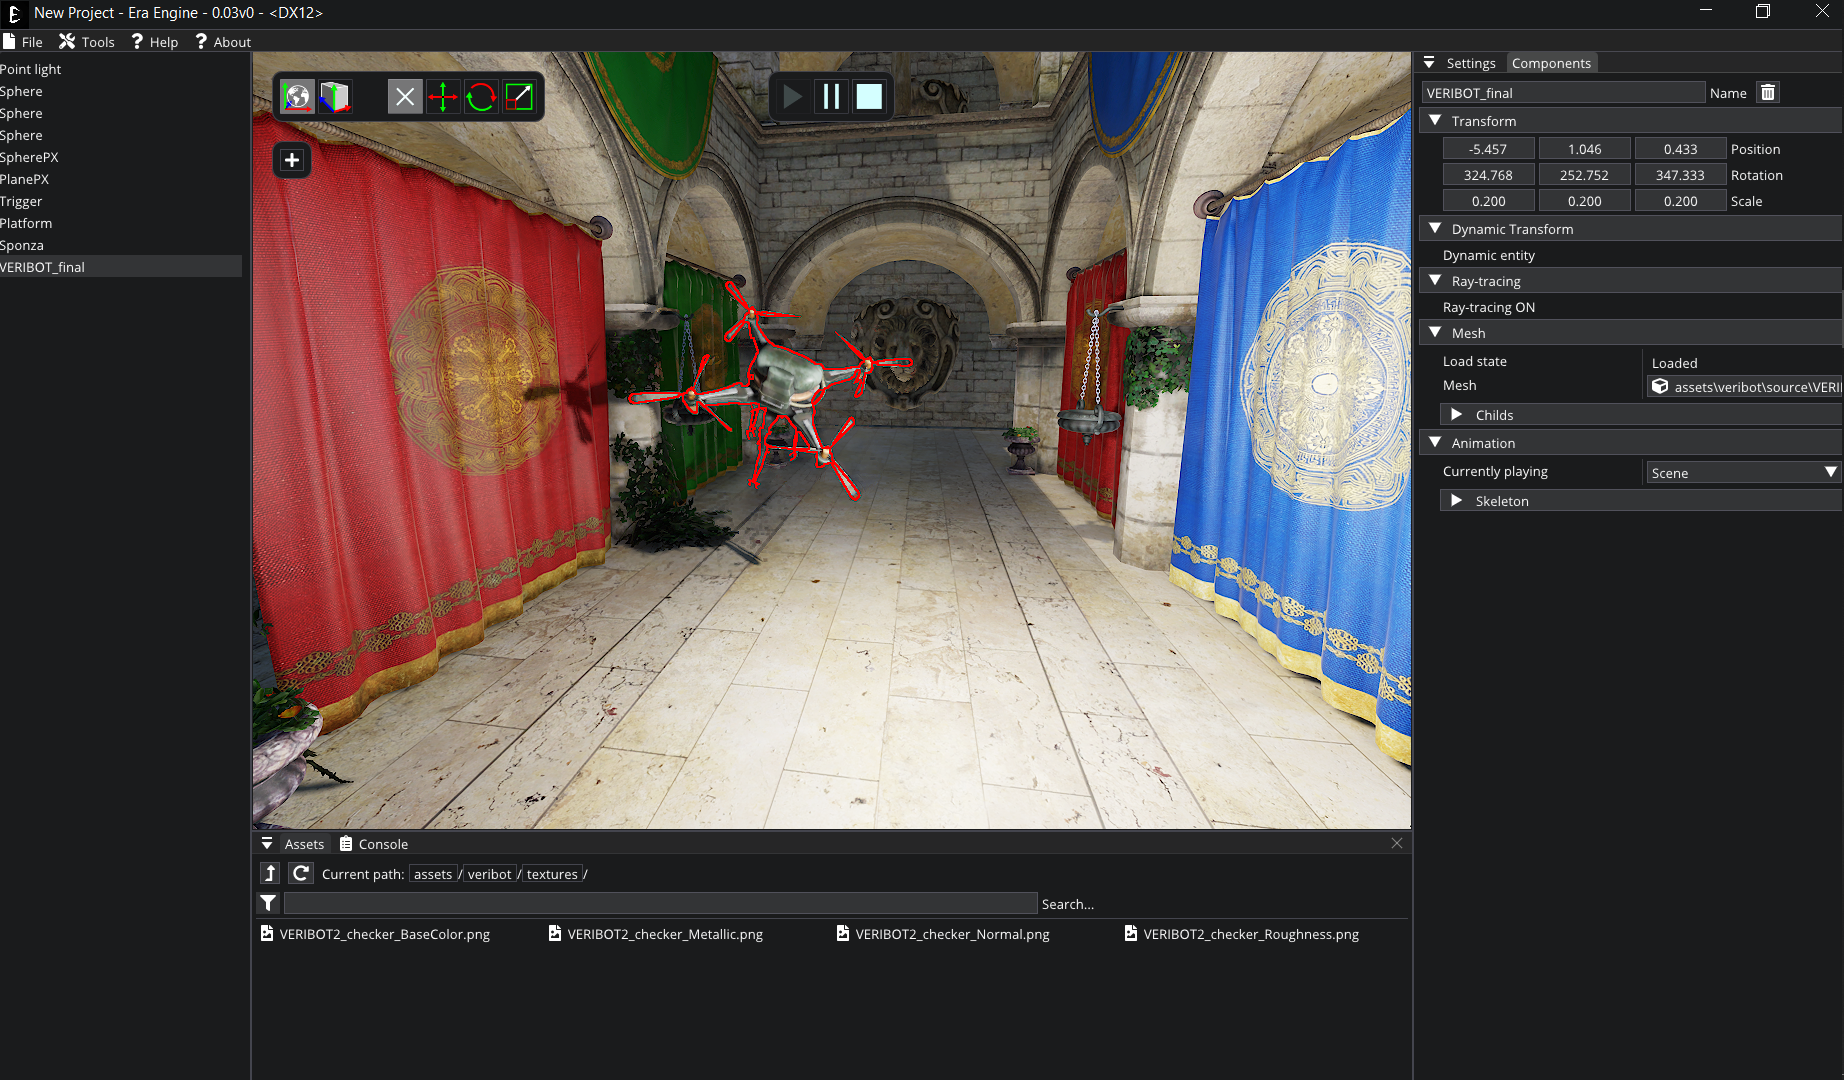 New Project - Era Engine - 0.03v0 - <DX12>
File Tools Help About
Point light
Sphere
Sphere
Sphere
SpherePX
PlanePX
Trigger
Platform
Sponza
VERIBOT_final
Settings Components
VERIBOT_final Name
Transform
-5.457 1.046 0.433 Position
324.768 252.752 347.333 Rotation
0.200 0.200 0.200 Scale
Dynamic Transform
Dynamic entity
Ray-tracing
Ray-tracing ON
Mesh
Load state Loaded
Mesh assets\veribot\source\VERI
Childs
Animation
Currently playing Scene
Skeleton
Assets Console
Current path: assets / veribot / textures /
Search...
VERIBOT2_checker_BaseColor.png VERIBOT2_checker_Metallic.png VERIBOT2_checker_Normal.png VERIBOT2_checker_Roughness.png